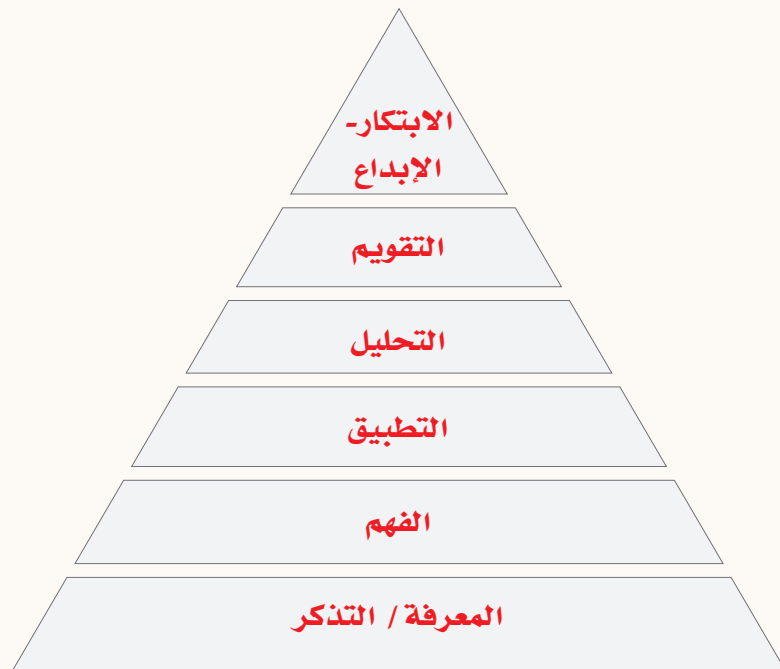 الابتكار-
الإبداع
التقويم
التحليل
التطبيق
الفهم
المعرفة / التذكر